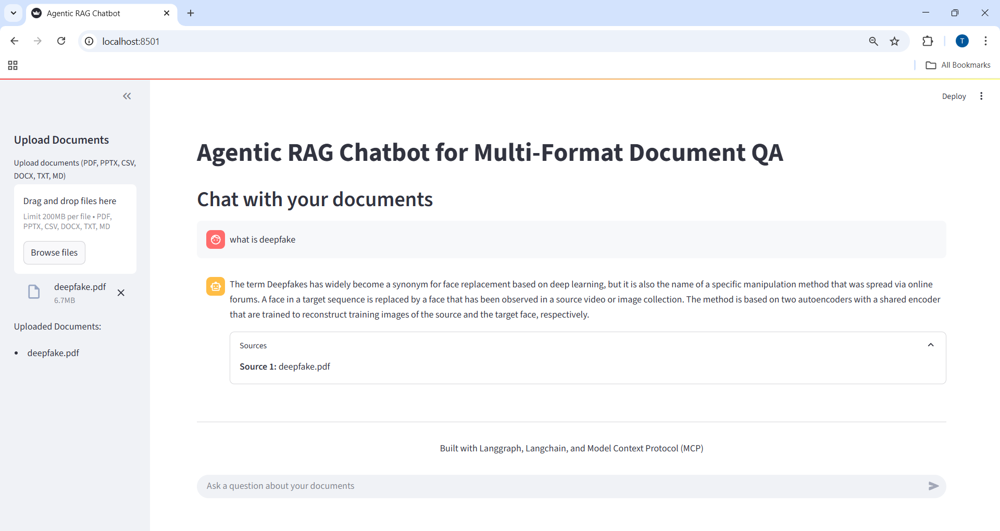 Agentic RAG Chatbot
localhost:8501
T
All Bookmarks
Deploy
Upload Documents
Upload documents (PDF, PPTX, CSV,
DOCX, TXT, MD)
Drag and drop files here
Limit 200MB per file • PDF,
PPTX, CSV, DOCX, TXT, MD
Browse files
deepfake.pdf
6.7MB
Uploaded Documents:
• deepfake.pdf
Agentic RAG Chatbot for Multi-Format Document QA
Chat with your documents
what is deepfake
The term Deepfakes has widely become a synonym for face replacement based on deep learning, but it is also the name of a specific manipulation method that was spread via online
forums. A face in a target sequence is replaced by a face that has been observed in a source video or image collection. The method is based on two autoencoders with a shared encoder
that are trained to reconstruct training images of the source and the target face, respectively.
Sources
Source 1: deepfake.pdf
Built with Langgraph, Langchain, and Model Context Protocol (MCP)
Ask a question about your documents